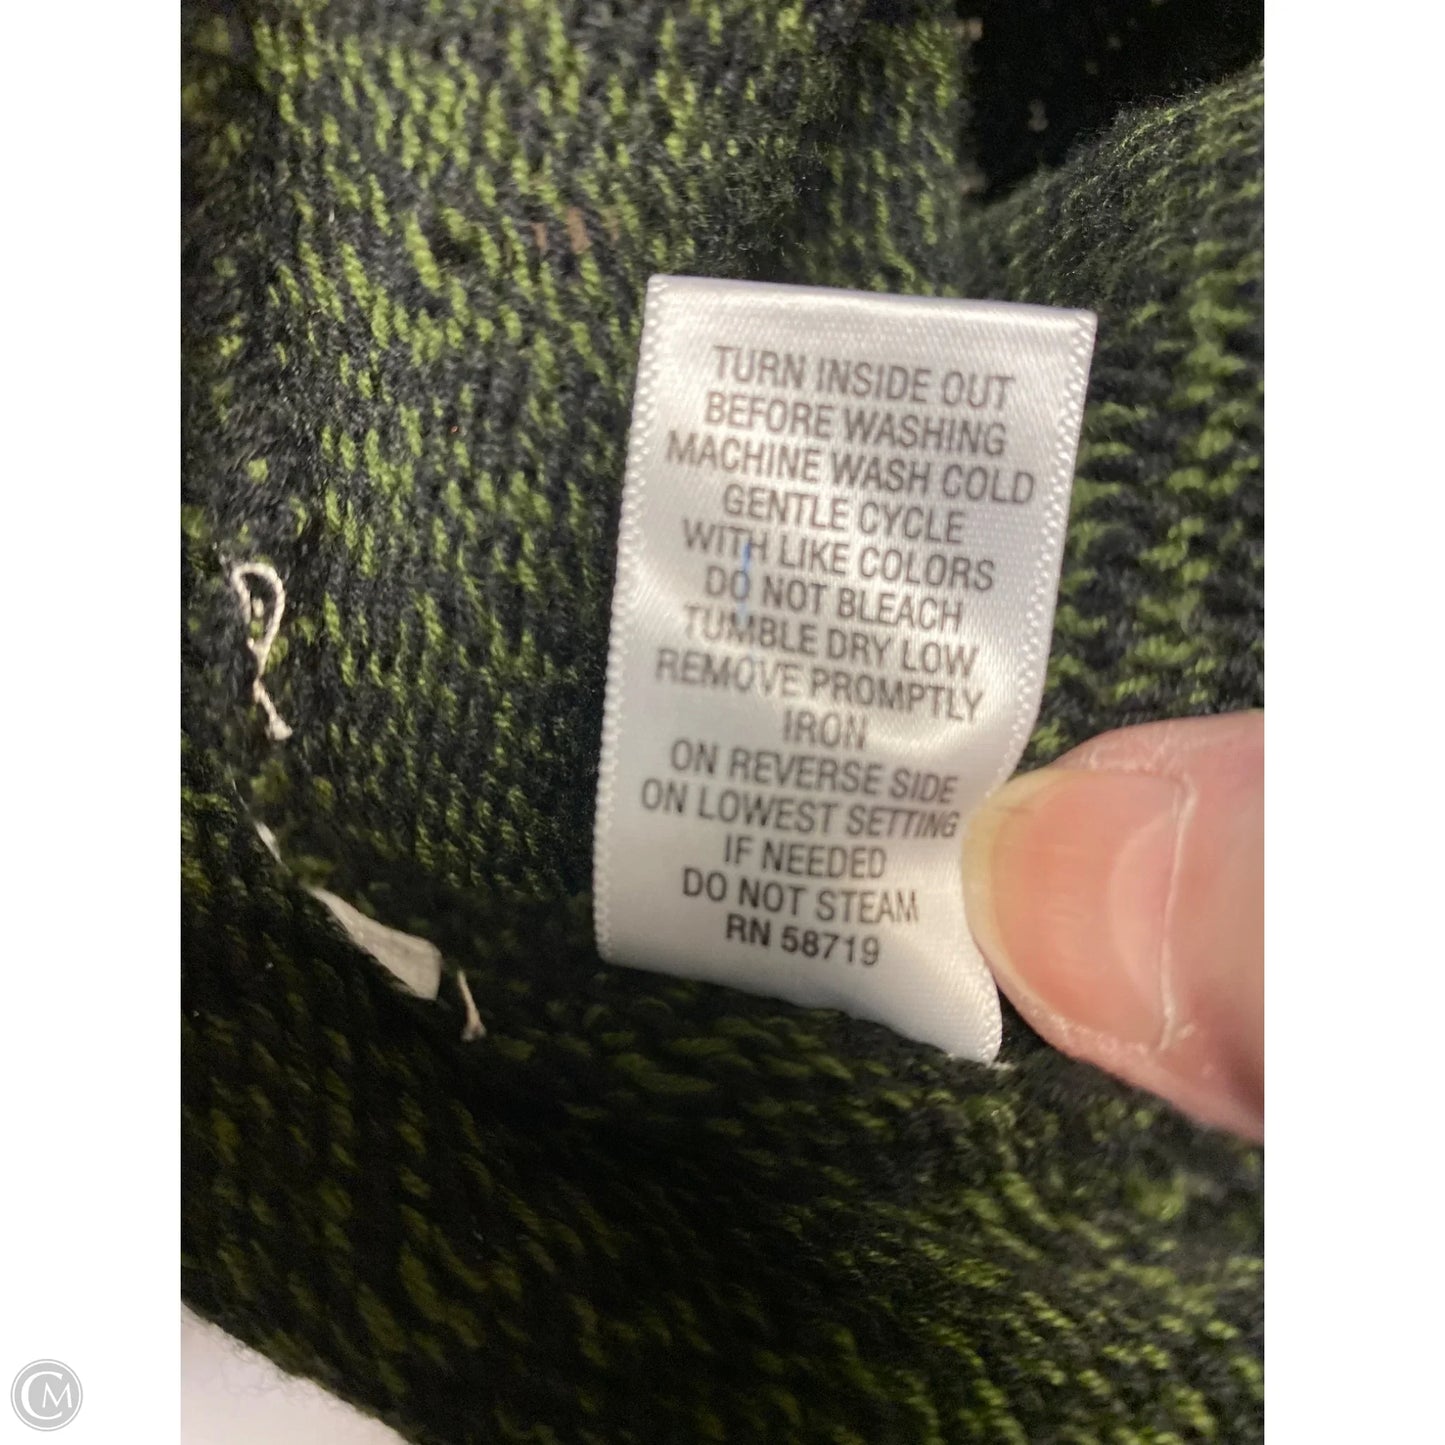 TURN INSIDE OUT
BEFORE WASHING
MACHINE WASH COLD
GENTLE CYCLE
WITH LIKE COLORS
DO NOT BLEACH
TUMBLE DRY LOW
REMOVE PROMPTLY
IRON
ON REVERSE SIDE
ON LOWEST SETTING
IF NEEDED
DO NOT STEAM
RN 58719
CM